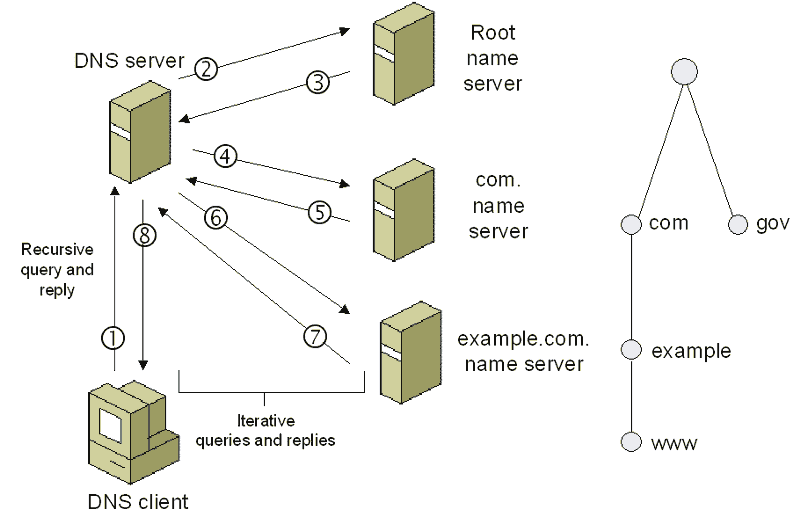 DNS server
②
③
Root
name
server
④
⑤
com.
name
server
⑥
⑧
Recursive
query and
reply
①
⑦
example.com.
name server
Iterative
queries and replies
DNS client
com
gov
example
www